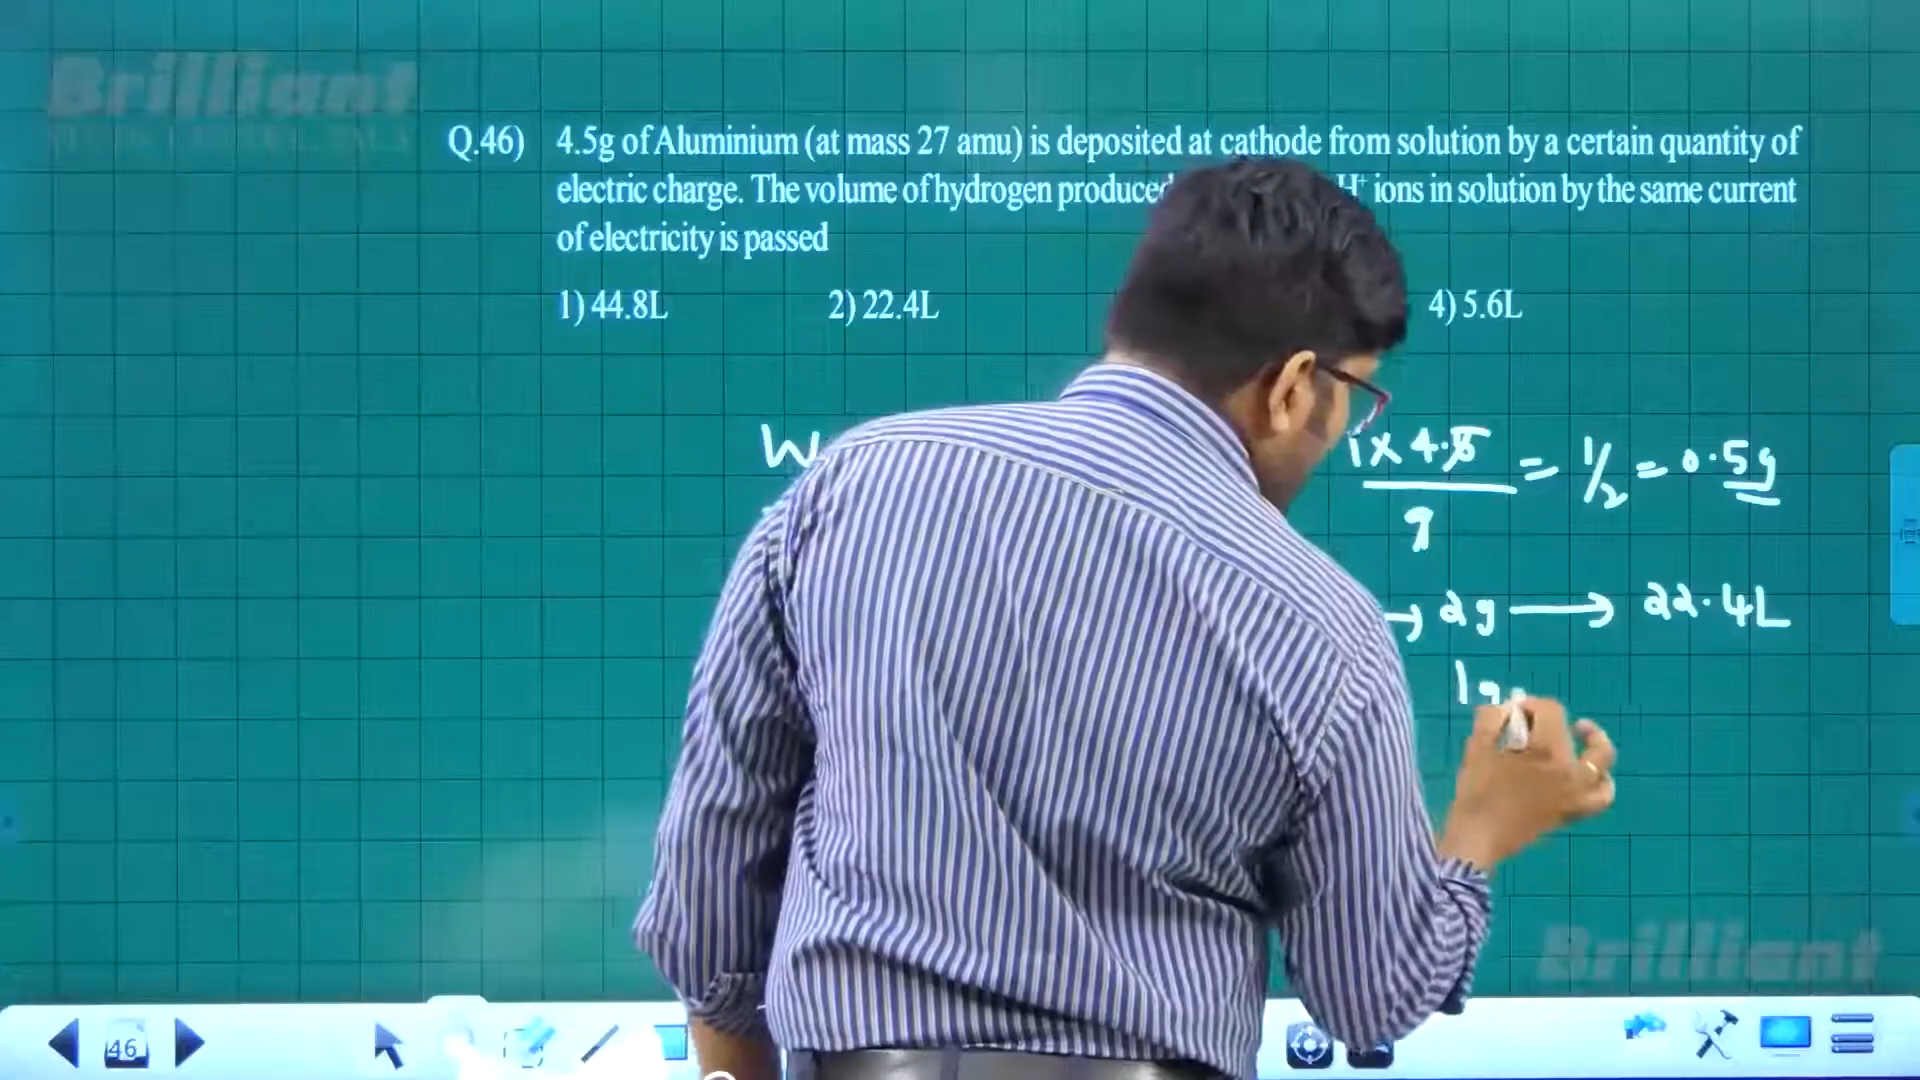 Brilliant
Q.46) 4.5g of Aluminium (at mass 27 amu) is deposited at cathode from solution by a certain quantity of
electric charge. The volume of hydrogen produced H⁺ ions in solution by the same current
of electricity is passed
1) 44.8L 2) 22.4L 4) 5.6L
W 1 x 4.5 = 1/2 = 0.5g
9
→ 2g → 22.4L
1g
Brilliant
46